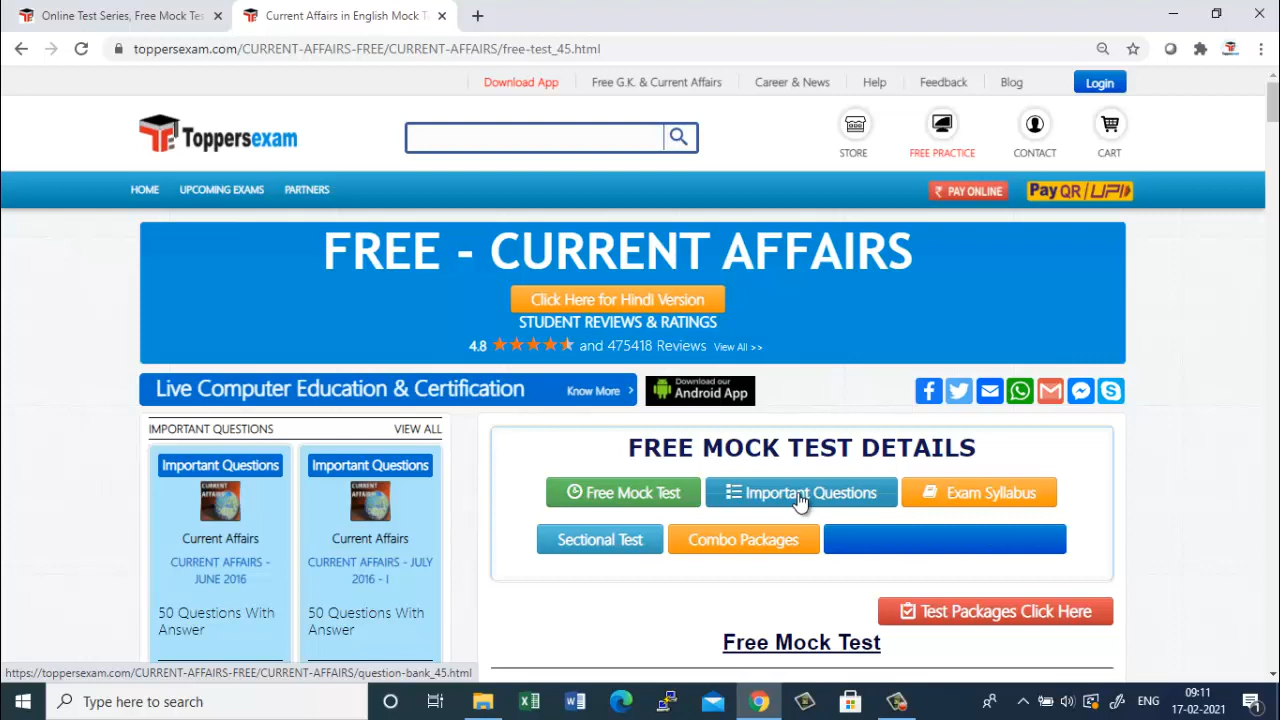 Online Test Series, Free Mock Tes
Current Affairs in English Mock T
toppersexam.com/CURRENT-AFFAIRS-FREE/CURRENT-AFFAIRS/free-test_45.html
Download App Free G.K. & Current Affairs Career & News Help Feedback Blog Login
Toppersexam
STORE FREE PRACTICE CONTACT CART
HOME UPCOMING EXAMS PARTNERS ₹ PAY ONLINE Pay QR / UPI
FREE - CURRENT AFFAIRS
Click Here for Hindi Version
STUDENT REVIEWS & RATINGS
4.8 and 475418 Reviews View All >>
Live Computer Education & Certification Know More >
Download our
Android App
IMPORTANT QUESTIONS VIEW ALL
Important Questions Important Questions
CURRENT AFFAIRS CURRENT AFFAIRS
Current Affairs Current Affairs
CURRENT AFFAIRS - CURRENT AFFAIRS - JULY
JUNE 2016 2016 - I
50 Questions With 50 Questions With
Answer Answer
FREE MOCK TEST DETAILS
Free Mock Test Important Questions Exam Syllabus
Sectional Test Combo Packages
Test Packages Click Here
Free Mock Test
https://toppersexam.com/CURRENT-AFFAIRS-FREE/CURRENT-AFFAIRS/question-bank_45.html
Type here to search
ENG
09:11
17-02-2021
1